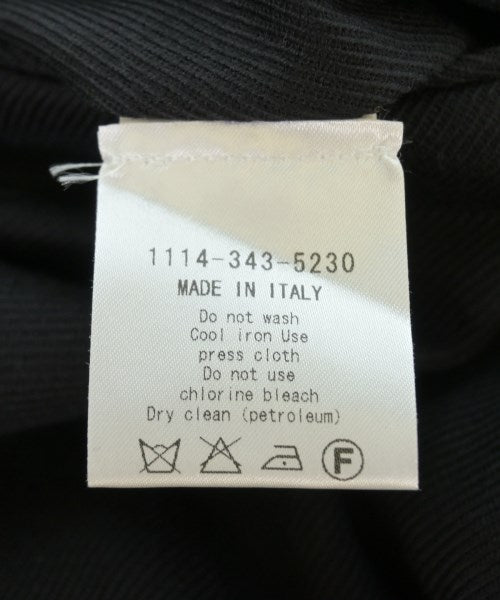 1114-343-5230
MADE IN ITALY
Do not wash
Cool iron Use
press cloth
Do not use
chlorine bleach
Dry clean (petroleum)
F